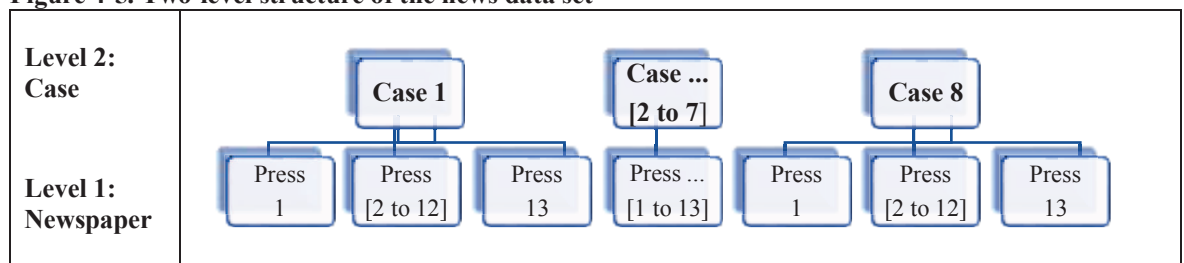 Figure 4-3. Two-level structure of the news data set
Level 2:
Case
Case 1
Case ...
[2 to 7]
Case 8
Level 1:
Newspaper
Press
1
Press
[2 to 12]
Press
13
Press ...
[1 to 13]
Press
1
Press
[2 to 12]
Press
13